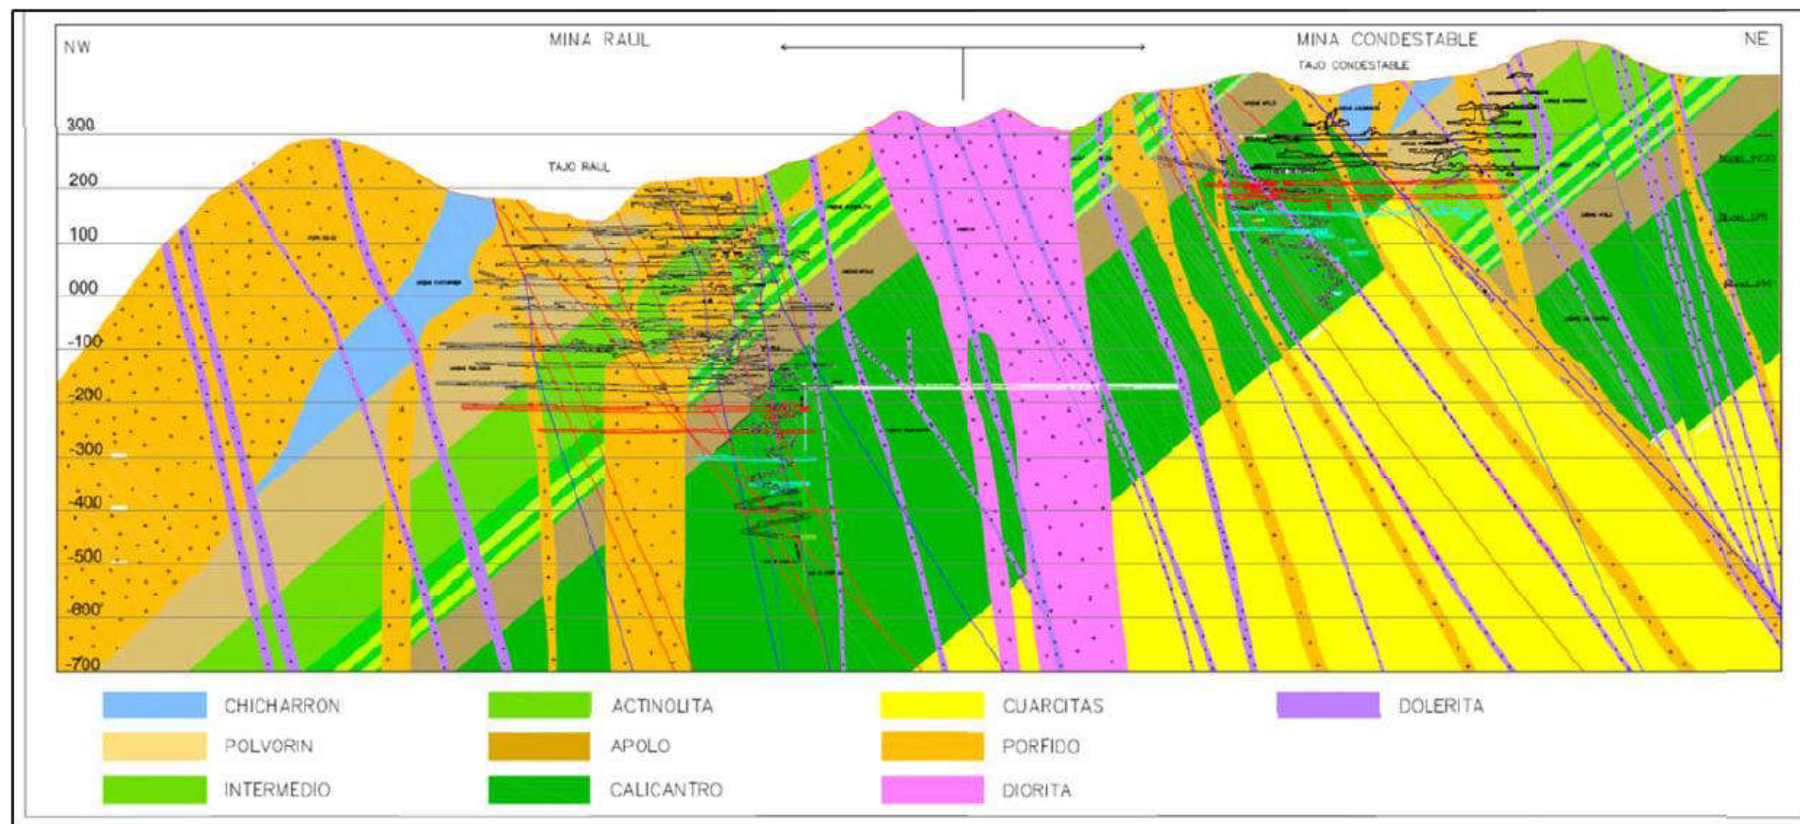 NW
MINA RAUL
MINA CONDESTABLE
NE
TAJO CONDESTABLE
TAJO RAUL
300
200
100
000
-100
-200
-300
-400
-500
-600
-700
CHICHARRON
ACTINOLITA
CUARCITAS
DOLERITA
POLVORIN
APOLO
PORFIDO
INTERMEDIO
CALICANTRO
DIORITA